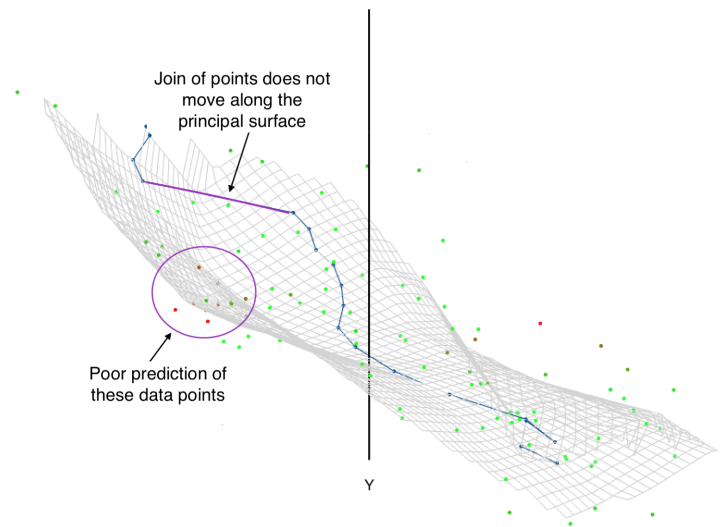 Join of points does not
move along the
principal surface
Poor prediction of
these data points
Y